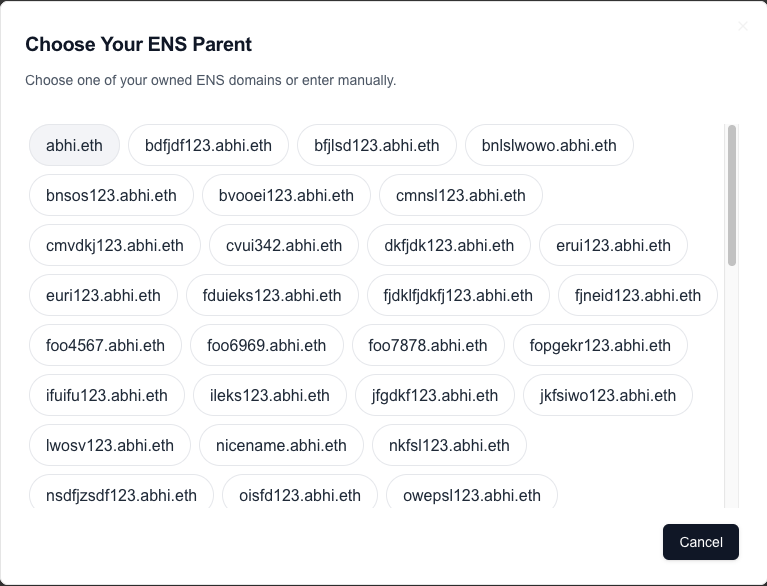 Choose Your ENS Parent
Choose one of your owned ENS domains or enter manually.
abhi.eth bdfjdf123.abhi.eth bfjlsd123.abhi.eth bnlslwowo.abhi.eth
bnsos123.abhi.eth bvooei123.abhi.eth cmnsl123.abhi.eth
cmvdkj123.abhi.eth cvui342.abhi.eth dkfjdk123.abhi.eth erui123.abhi.eth
euri123.abhi.eth fduieks123.abhi.eth fjdklfjdkfj123.abhi.eth fjneid123.abhi.eth
foo4567.abhi.eth foo6969.abhi.eth foo7878.abhi.eth fopgekr123.abhi.eth
ifuifu123.abhi.eth ileks123.abhi.eth jfgdkf123.abhi.eth jkfsiwo123.abhi.eth
lwosv123.abhi.eth nicename.abhi.eth nkfsl123.abhi.eth
nsdfjzsdf123.abhi.eth oisfd123.abhi.eth owepsl123.abhi.eth
Cancel